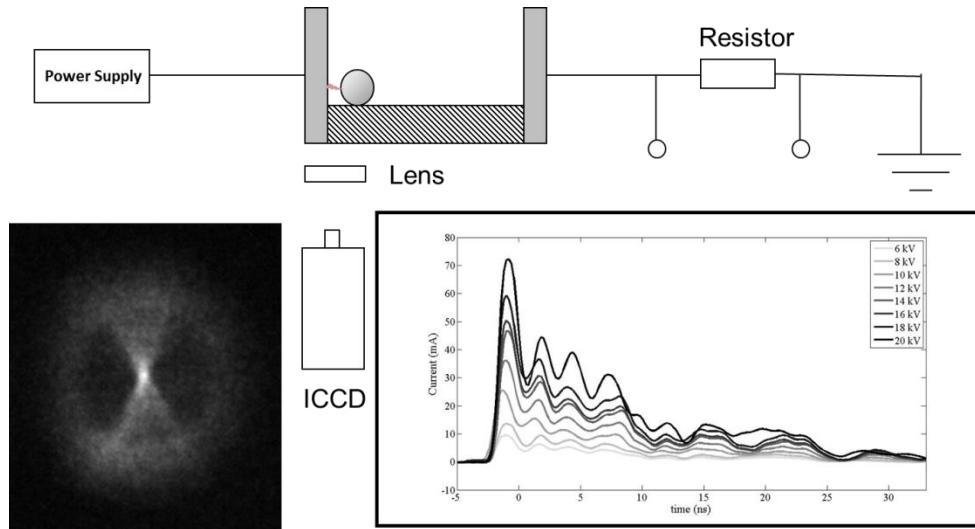 Resistor
Power Supply
Lens
ICCD
80
70
60
50
40
30
20
10
0
-10
Current (mA)
6 kV
8 kV
10 kV
12 kV
14 kV
16 kV
18 kV
20 kV
-5 0 5 10 15 20 25 30
time (ns)